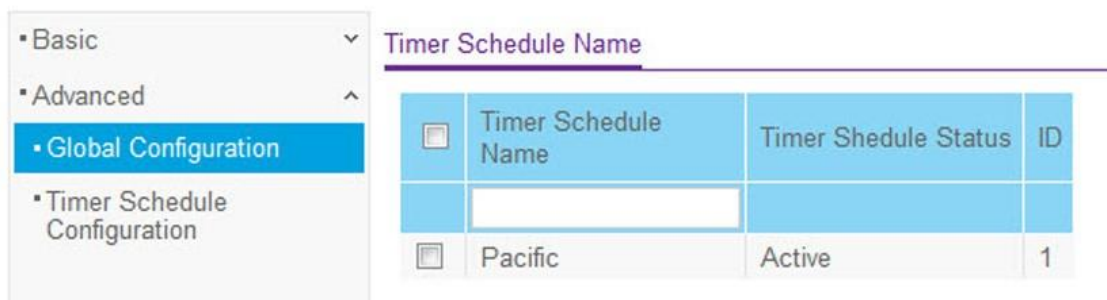 Basic
Advanced
Global Configuration
Timer Schedule
Configuration
Timer Schedule Name
Timer Schedule
Name
Timer Shedule Status
ID
Pacific
Active
1